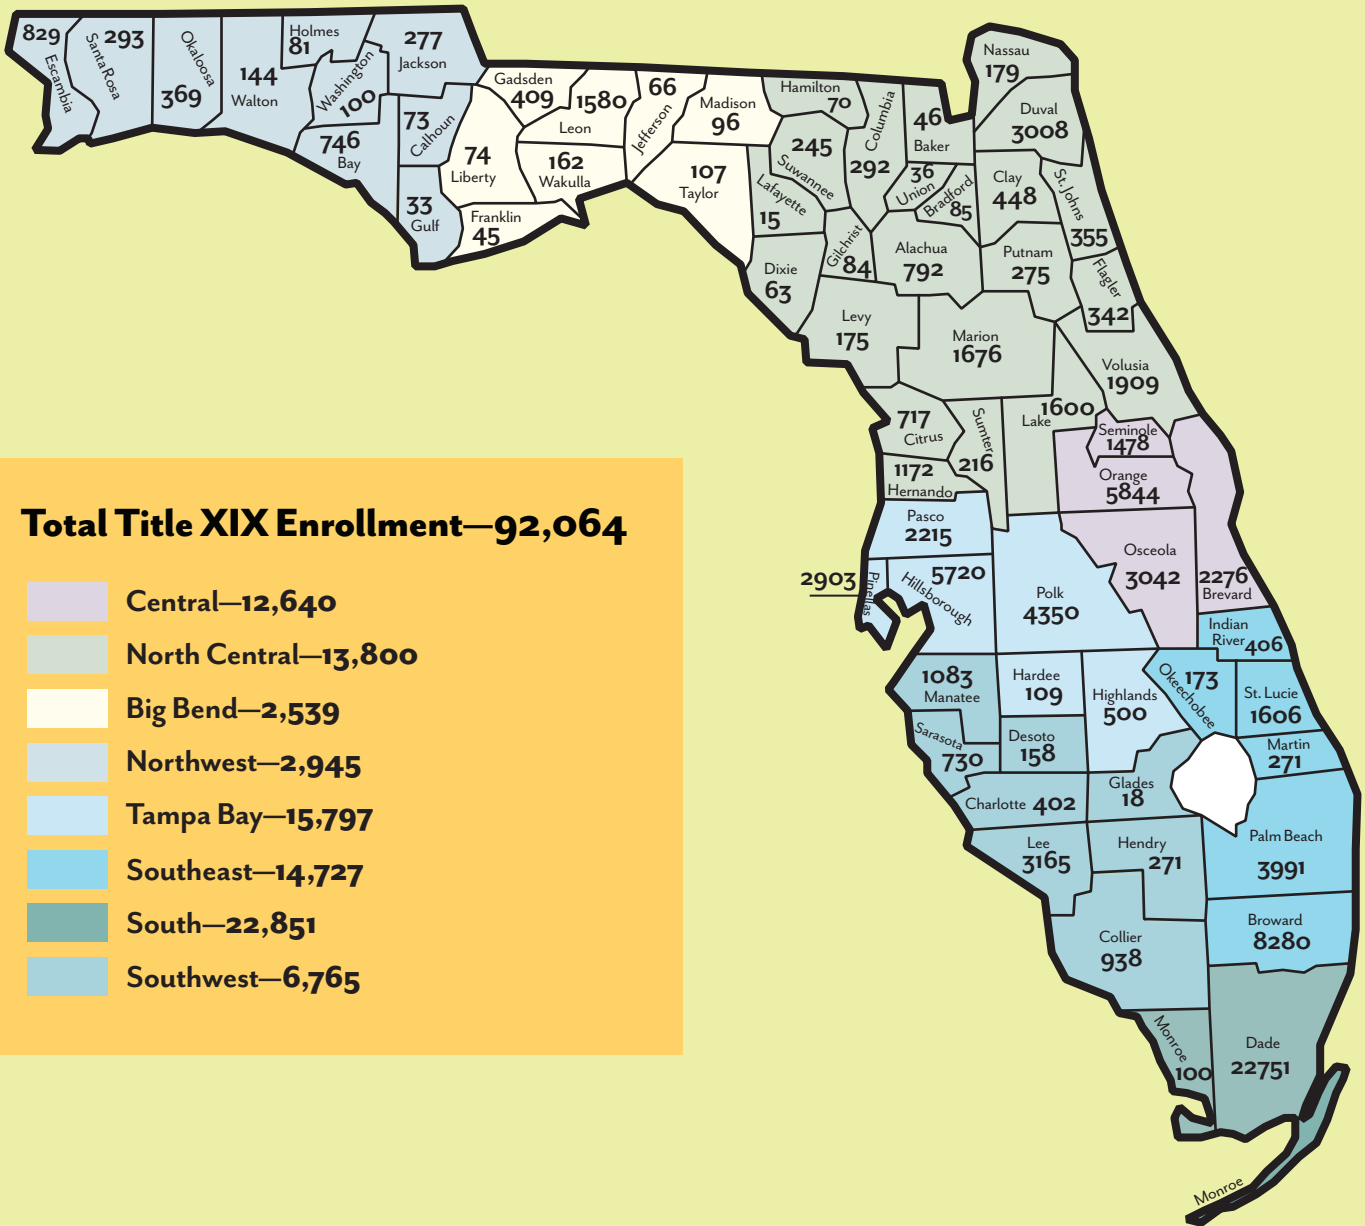 829
Escambia
Santa Rosa
293
Okaloosa
369
144
Walton
Holmes
81
Washington
100
277
Jackson
746
Bay
73
Calhoun
33
Gulf
Gadsden
409
74
Liberty
Franklin
45
1580
Leon
162
Wakulla
66
Jefferson
Madison
96
107
Taylor
Hamilton
70
245
Suwannee
Lafayette
15
Dixie
63
Columbia
292
Gilchrist
84
46
Baker
36
Union
Bradford
85
Nassau
179
Duval
3008
Clay
448
St. Johns
355
Alachua
792
Putnam
275
Flagler
342
Levy
175
Marion
1676
Volusia
1909
717
Citrus
Sumter
216
Lake
1600
1172
Hernando
Seminole
1478
Orange
5844
Pasco
2215
Osceola
3042
2276
Brevard
2903
Pinellas
Hillsborough
5720
Polk
4350
Indian
River 406
1083
Manatee
Hardee
109
Highlands
500
Okeechobee
173
St. Lucie
1606
Sarasota
730
Desoto
158
Martin
271
Charlotte 402
Glades
18
Lee
3165
Hendry
271
Palm Beach
3991
Collier
938
Broward
8280
Monroe
100
Dade
22751
Monroe
Total Title XIX Enrollment—92,064
Central—12,640
North Central—13,800
Big Bend—2,539
Northwest—2,945
Tampa Bay—15,797
Southeast—14,727
South—22,851
Southwest—6,765